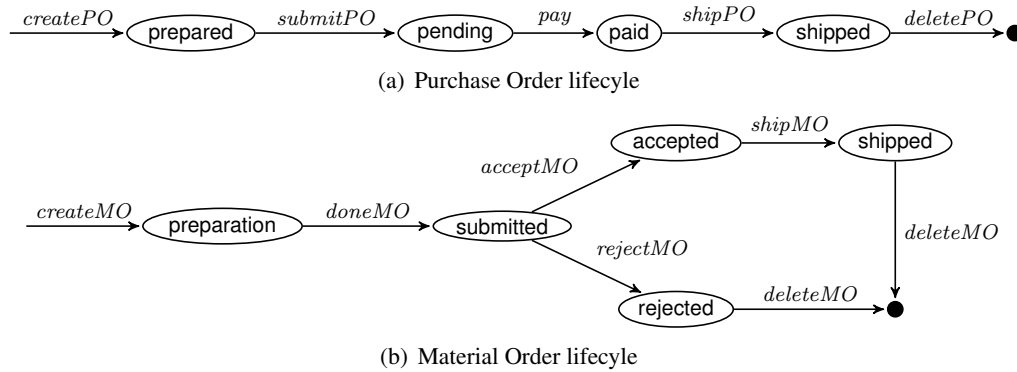 createPO submitPO pay shipPO deletePO
prepared pending paid shipped
(a) Purchase Order lifecyle
shipMO
accepted shipped
acceptMO
createMO doneMO
preparation submitted
deleteMO
rejectMO
deleteMO
rejected
(b) Material Order lifecyle